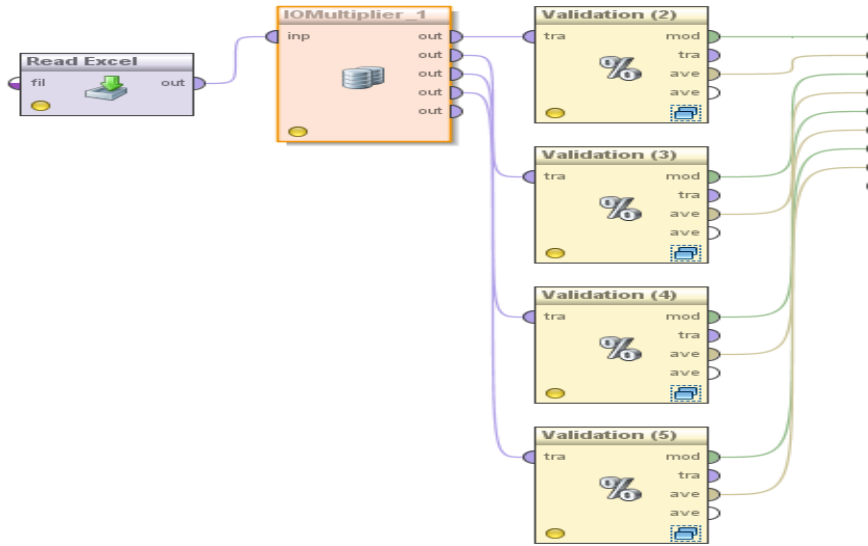 Read Excel
fil out
IOMultiplier_1
inp out
out
out
out
out
Validation (2)
tra mod
tra
ave
ave
Validation (3)
tra mod
tra
ave
ave
Validation (4)
tra mod
tra
ave
ave
Validation (5)
tra mod
tra
ave
ave